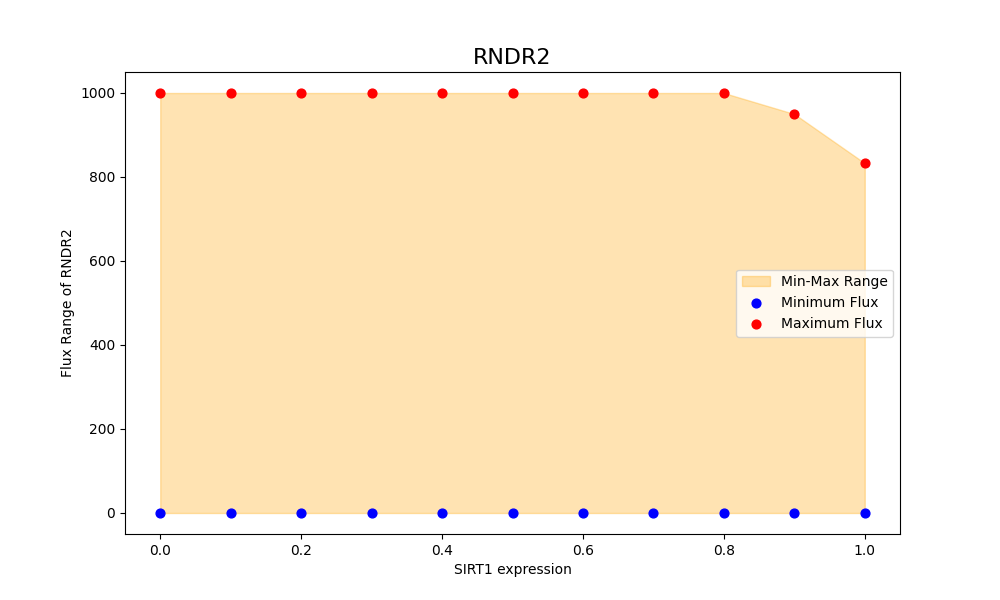 RNDR2
1000
800
600
400
200
0
Flux Range of RNDR2
Min-Max Range
Minimum Flux
Maximum Flux
0.0 0.2 0.4 0.6 0.8 1.0
SIRT1 expression